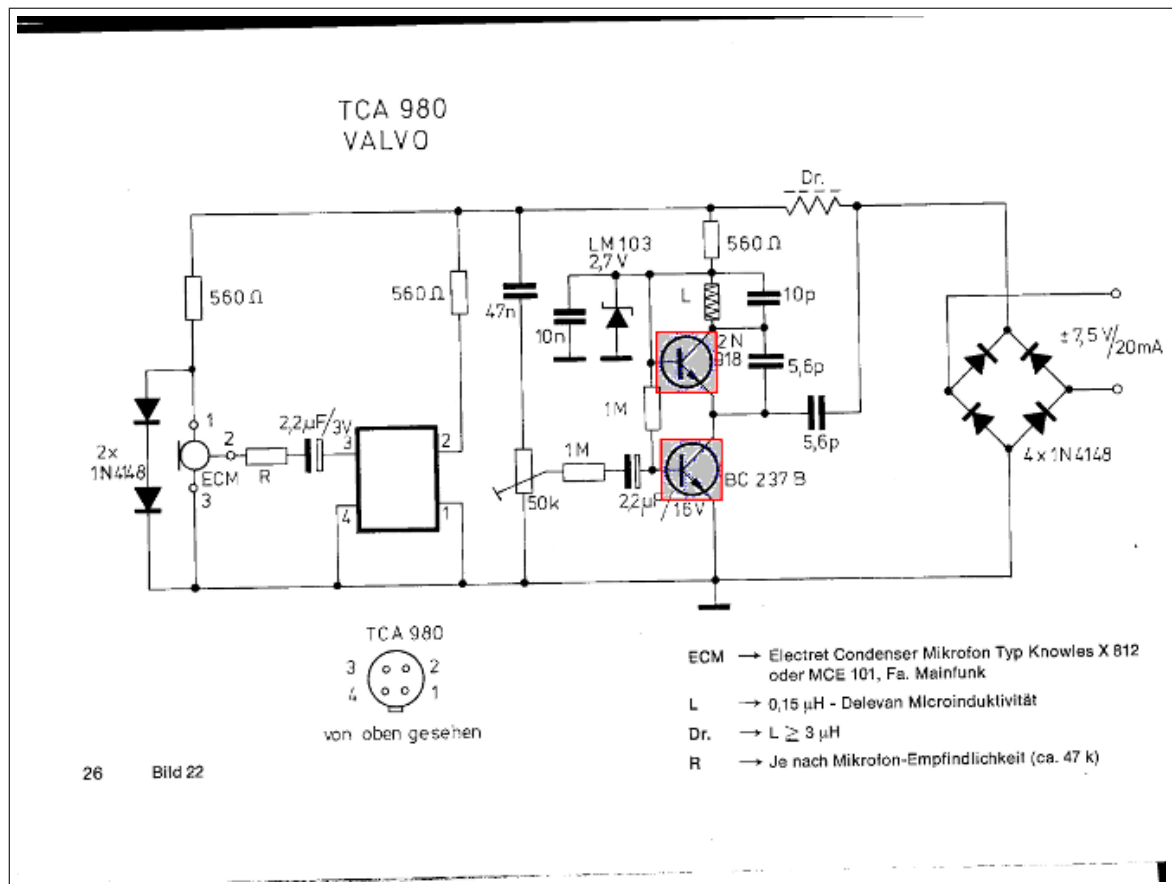 TCA 980
VALVO
Dr.
560 Ω
LM 103
2,7 V
560 Ω
560 Ω
47n
10n
L
10p
2 N
918
5,6p
± 7,5 V/
20mA
1M
5,6p
4 x 1N 4148
2x
1N4148
1
2
ECM
3
R
2,2µF/3V
3
2
4
1
50k
1M
2,2µF/16V
BC 237 B
TCA 980
3 2
4 1
von oben gesehen
ECM → Electret Condenser Mikrofon Typ Knowles X 812
oder MCE 101, Fa. Mainfunk
L → 0,15 µH - Delevan MIcroinduktivität
Dr. → L ≧ 3 µH
R → Je nach Mikrofon-Empfindlichkeit (ca. 47 k)
26 Bild 22